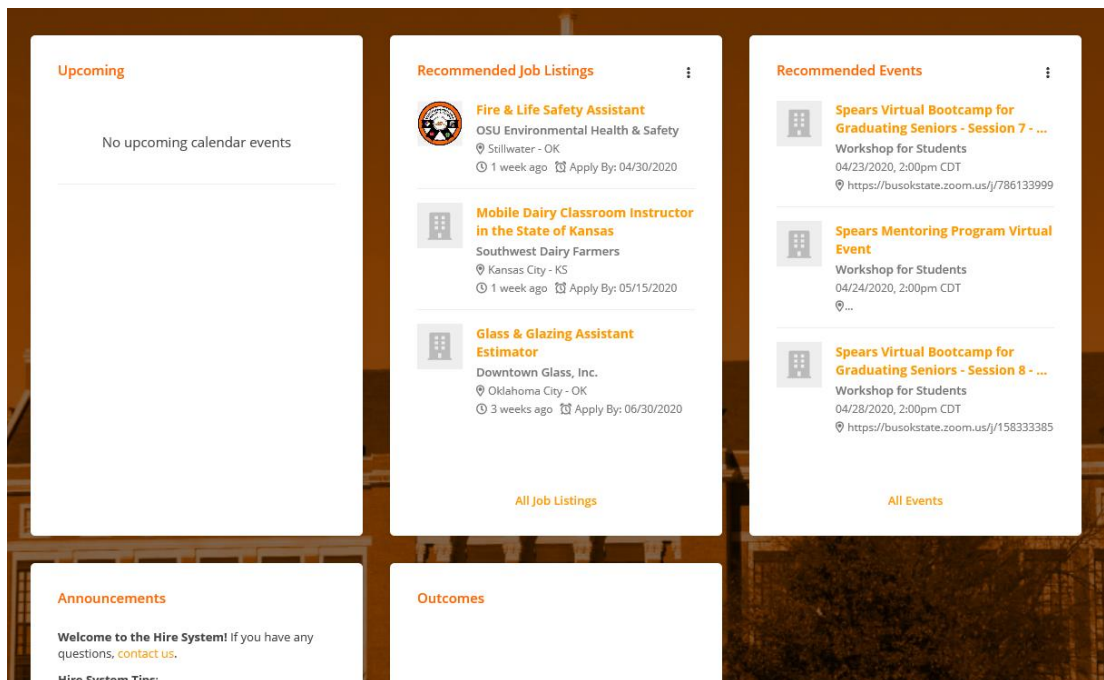 Upcoming
No upcoming calendar events
Recommended Job Listings
Fire & Life Safety Assistant
OSU Environmental Health & Safety
Stillwater - OK
1 week ago Apply By: 04/30/2020
Mobile Dairy Classroom Instructor
in the State of Kansas
Southwest Dairy Farmers
Kansas City - KS
1 week ago Apply By: 05/15/2020
Glass & Glazing Assistant
Estimator
Downtown Glass, Inc.
Oklahoma City - OK
3 weeks ago Apply By: 06/30/2020
All Job Listings
Recommended Events
Spears Virtual Bootcamp for
Graduating Seniors - Session 7 - ...
Workshop for Students
04/23/2020, 2:00pm CDT
https://busokstate.zoom.us/j/786133999
Spears Mentoring Program Virtual
Event
Workshop for Students
04/24/2020, 2:00pm CDT
...
Spears Virtual Bootcamp for
Graduating Seniors - Session 8 - ...
Workshop for Students
04/28/2020, 2:00pm CDT
https://busokstate.zoom.us/j/158333385
All Events
Announcements
Welcome to the Hire System! If you have any
questions, contact us.
Hire System Tips:
Outcomes